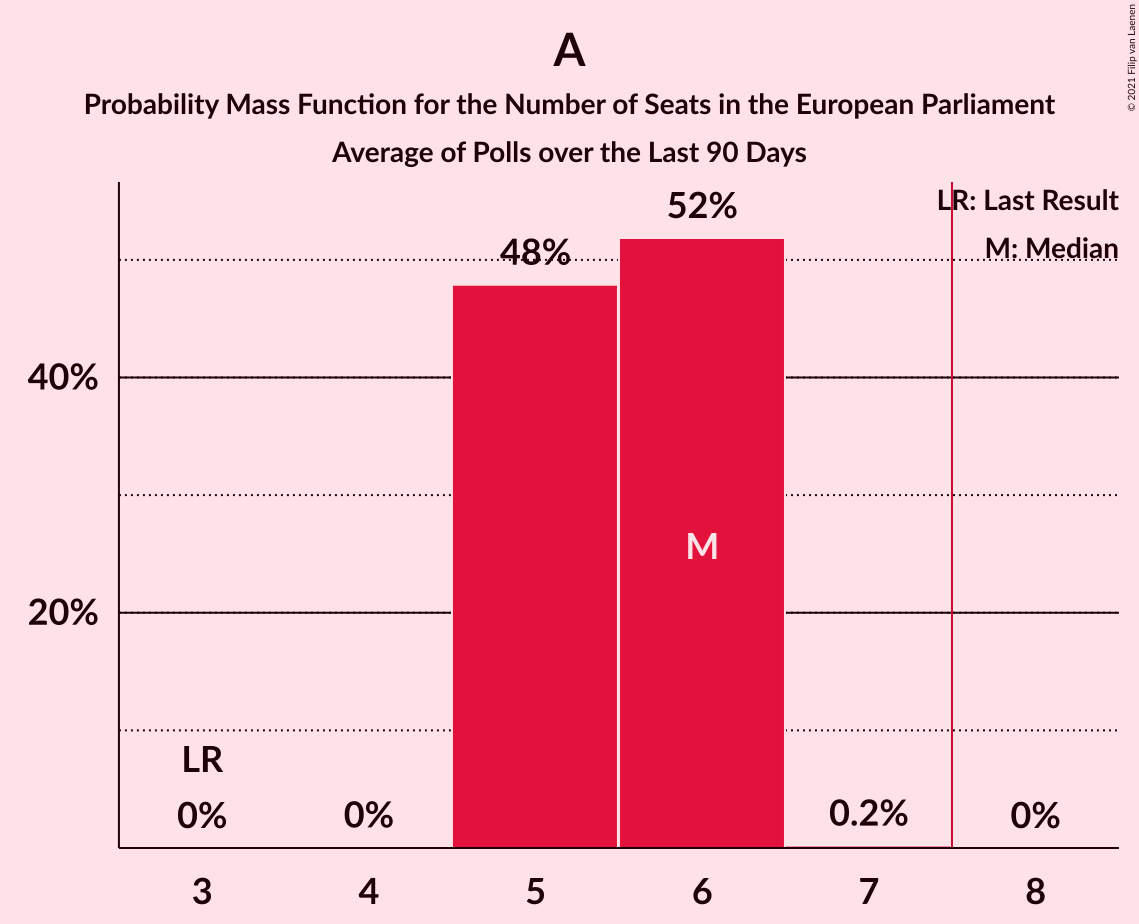 A
Probability Mass Function for the Number of Seats in the European Parliament
Average of Polls over the Last 90 Days
© 2021 Filip van Laenen
LR: Last Result
M: Median
52%
48%
40%
M
20%
LR
0%
0%
0.2%
0%
3 4 5 6 7 8